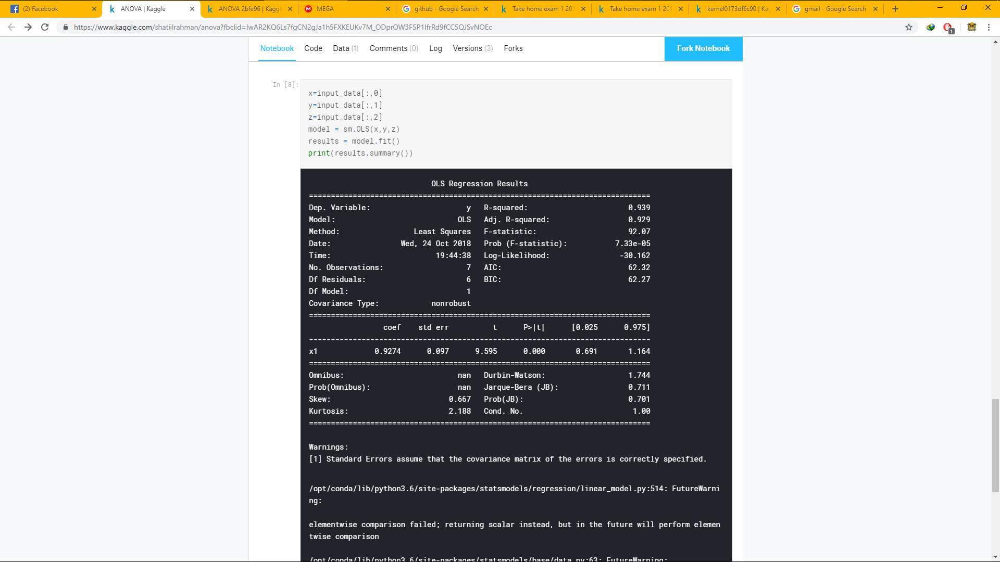 (2) Facebook
ANOVA | Kaggle
ANOVA 2bfe96 | Kaggle
MEGA
github - Google Search
Take home exam 1 201
Take home exam 1 201
kernel0173df6c90 | Kag
gmail - Google Search
https://www.kaggle.com/shatiilrahman/anova?fbclid=IwAR2KQ6Ls7fgCN2gJa1h5FXKEUKv7M_ODprOW3FSP1IfrRd9fCC5QJSvNOEc
1
Notebook Code Data (1) Comments (0) Log Versions (3) Forks
Fork Notebook
In [8]:
x=input_data[:,0]
y=input_data[:,1]
z=input_data[:,2]
model = sm.OLS(x,y,z)
results = model.fit()
print(results.summary())
OLS Regression Results
==============================================================================
Dep. Variable: y R-squared: 0.939
Model: OLS Adj. R-squared: 0.929
Method: Least Squares F-statistic: 92.07
Date: Wed, 24 Oct 2018 Prob (F-statistic): 7.33e-05
Time: 19:44:38 Log-Likelihood: -30.162
No. Observations: 7 AIC: 62.32
Df Residuals: 6 BIC: 62.27
Df Model: 1
Covariance Type: nonrobust
==============================================================================
coef std err t P>|t| [0.025 0.975]
------------------------------------------------------------------------------
x1 0.9274 0.097 9.595 0.000 0.691 1.164
==============================================================================
Omnibus: nan Durbin-Watson: 1.744
Prob(Omnibus): nan Jarque-Bera (JB): 0.711
Skew: 0.667 Prob(JB): 0.701
Kurtosis: 2.188 Cond. No. 1.00
==============================================================================
Warnings:
[1] Standard Errors assume that the covariance matrix of the errors is correctly specified.
/opt/conda/lib/python3.6/site-packages/statsmodels/regression/linear_model.py:514: FutureWarni
ng:
elementwise comparison failed; returning scalar instead, but in the future will perform elemen
twise comparison
/opt/conda/lib/python3.6/site-packages/statsmodels/base/data.py:63: FutureWarning: